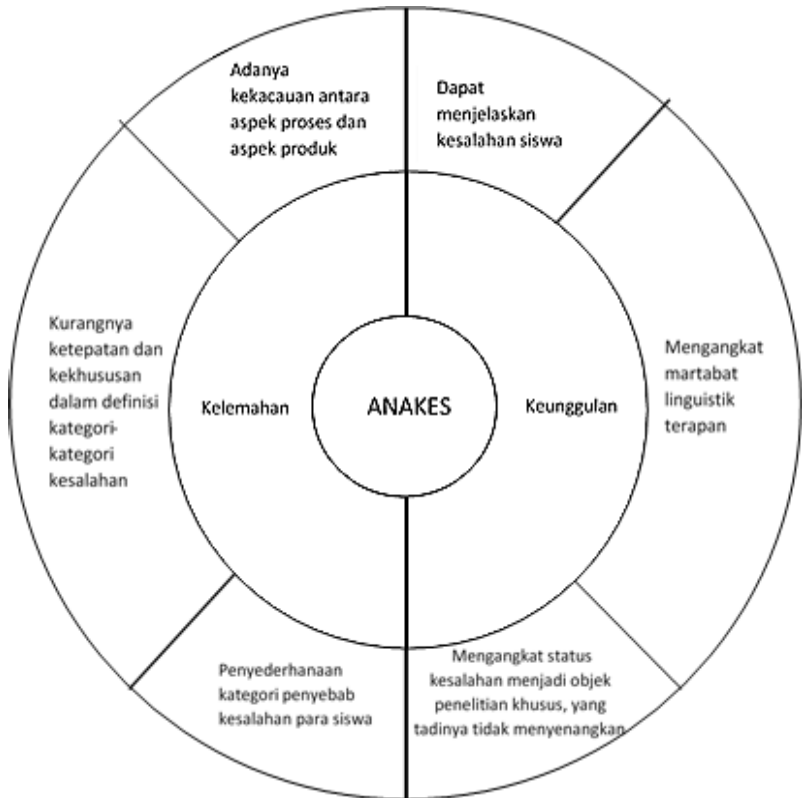 Adanya
kekacauan antara
aspek proses dan
aspek produk
Dapat
menjelaskan
kesalahan siswa
Kurangnya
ketepatan dan
kekhususan
dalam definisi
kategori-
kategori
kesalahan
Kelemahan
ANAKES
Keunggulan
Mengangkat
martabat
linguistik
terapan
Penyederhanaan
kategori penyebab
kesalahan para siswa
Mengangkat status
kesalahan menjadi objek
penelitian khusus, yang
tadinya tidak menyenangkan